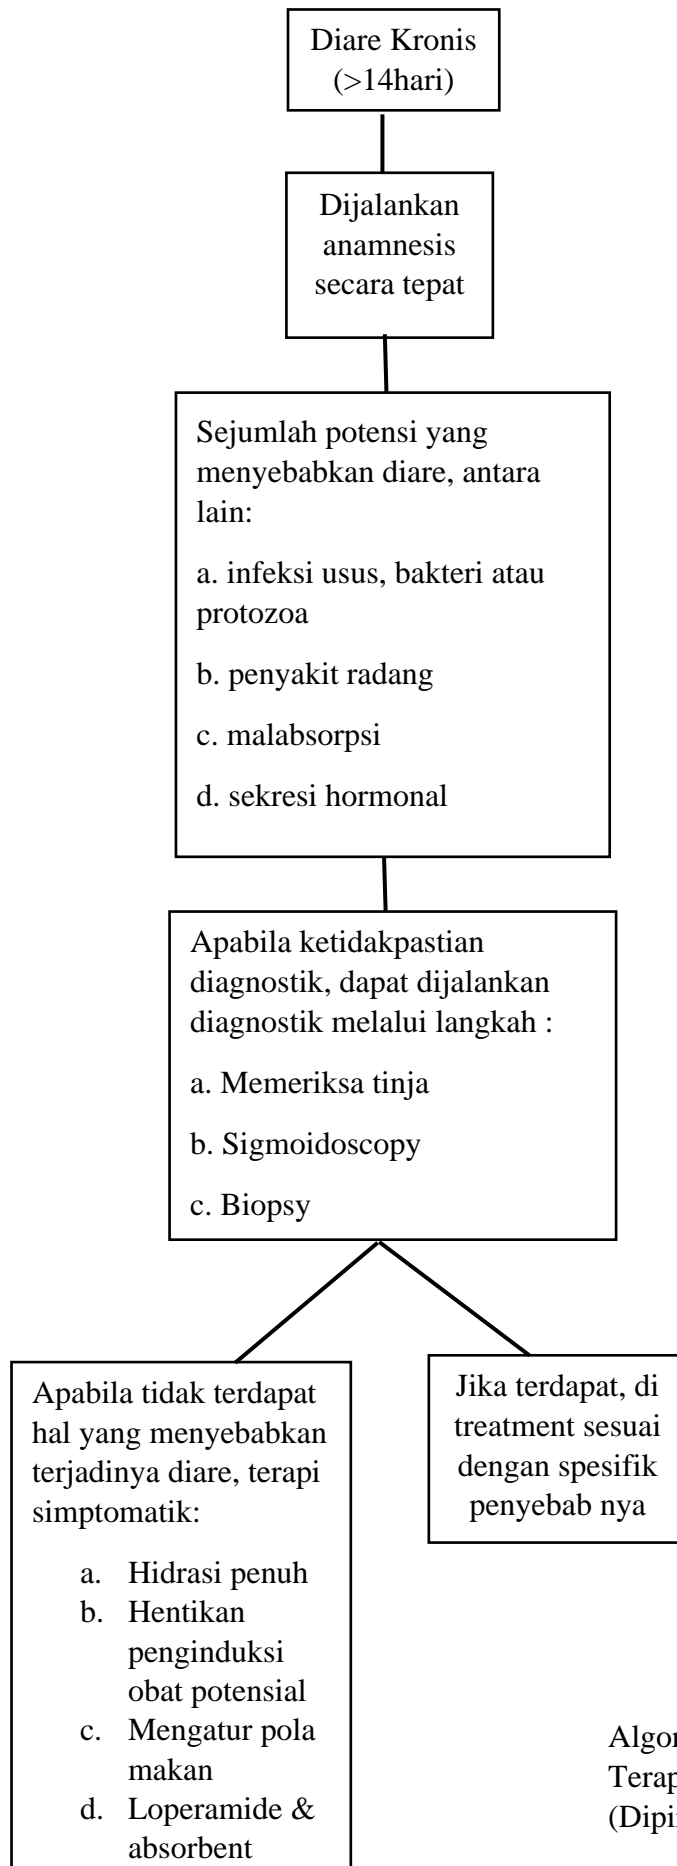 Diare Kronis
(>14hari)
Dijalankan
anamnesis
secara tepat
Sejumlah potensi yang
menyebabkan diare, antara
lain:
a. infeksi usus, bakteri atau
protozoa
b. penyakit radang
c. malabsorpsi
d. sekresi hormonal
Apabila ketidakpastian
diagnostik, dapat dijalankan
diagnostik melalui langkah :
a. Memeriksa tinja
b. Sigmoidoscopy
c. Biopsy
Apabila tidak terdapat
hal yang menyebabkan
terjadinya diare, terapi
simptomatik:
a. Hidrasi penuh
b. Hentikan
penginduksi
obat potensial
c. Mengatur pola
makan
d. Loperamide &
absorbent
Jika terdapat, di
treatment sesuai
dengan spesifik
penyebab nya